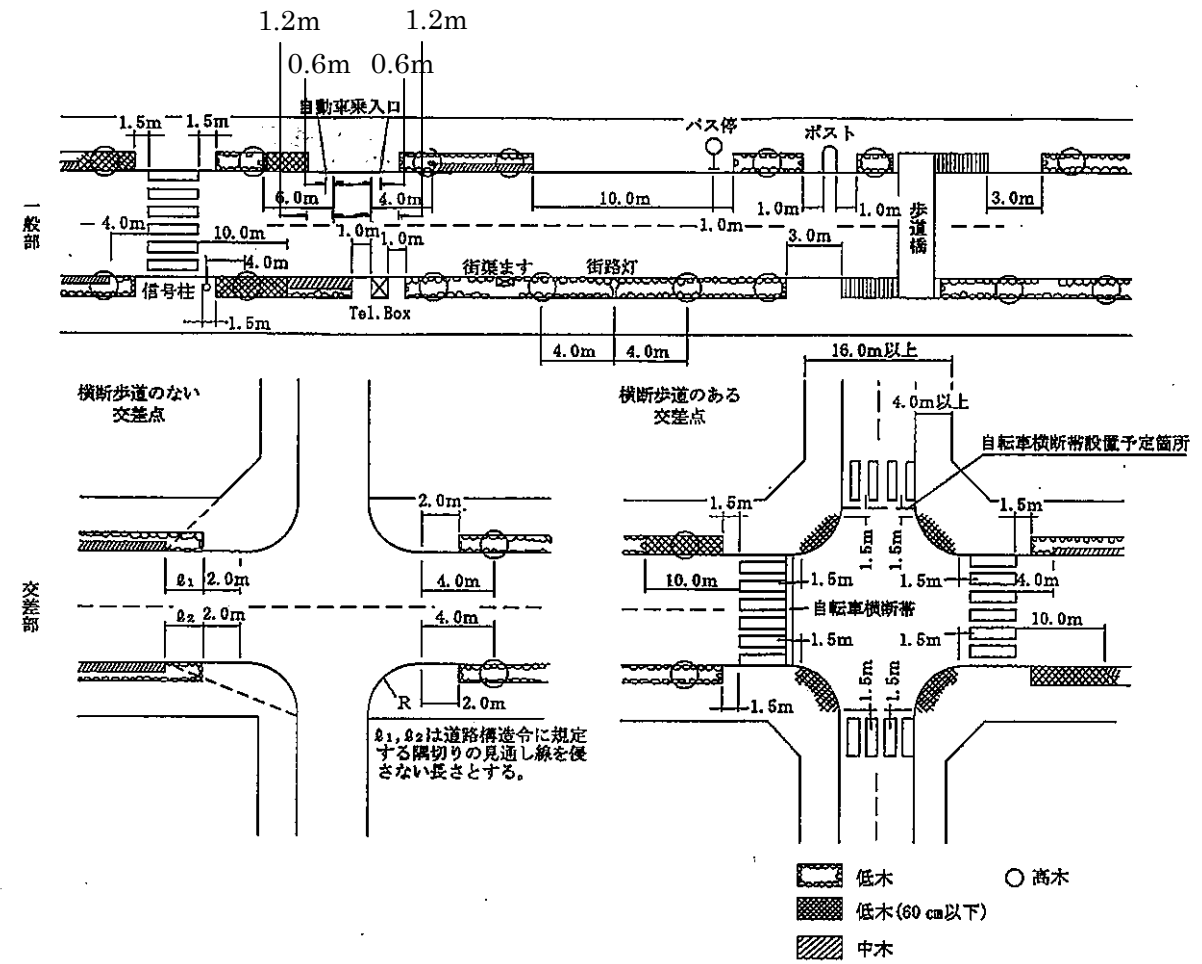 1.2m 1.2m
0.6m 0.6m
自動車乗入口
1.5m 1.5m
バス停 ポスト
一般部
6.0m 4.0m 10.0m 1.0m 1.0m 3.0m
4.0m 1.0m
10.0m 1.0m 1.0m 3.0m
歩道橋
4.0m
信号柱 街渠ます 街路灯
Tel.Box
1.5m
4.0m 4.0m
横断歩道のない
交差点
横断歩道のある
交差点
16.0m以上
4.0m以上
自転車横断帯設置予定箇所
交差部
2.0m
ℓ1 2.0m
4.0m
ℓ2 2.0m
4.0m
R
2.0m
ℓ1,ℓ2は道路構造令に規定
する隅切りの見通し線を侵
さない長さとする。
1.5m 1.5m
1.5m 1.5m
10.0m 1.5m 1.5m 4.0m
自転車横断帯
10.0m
1.5m 1.5m
1.5m 1.5m
1.5m
低木 高木
低木(60cm以下)
中木